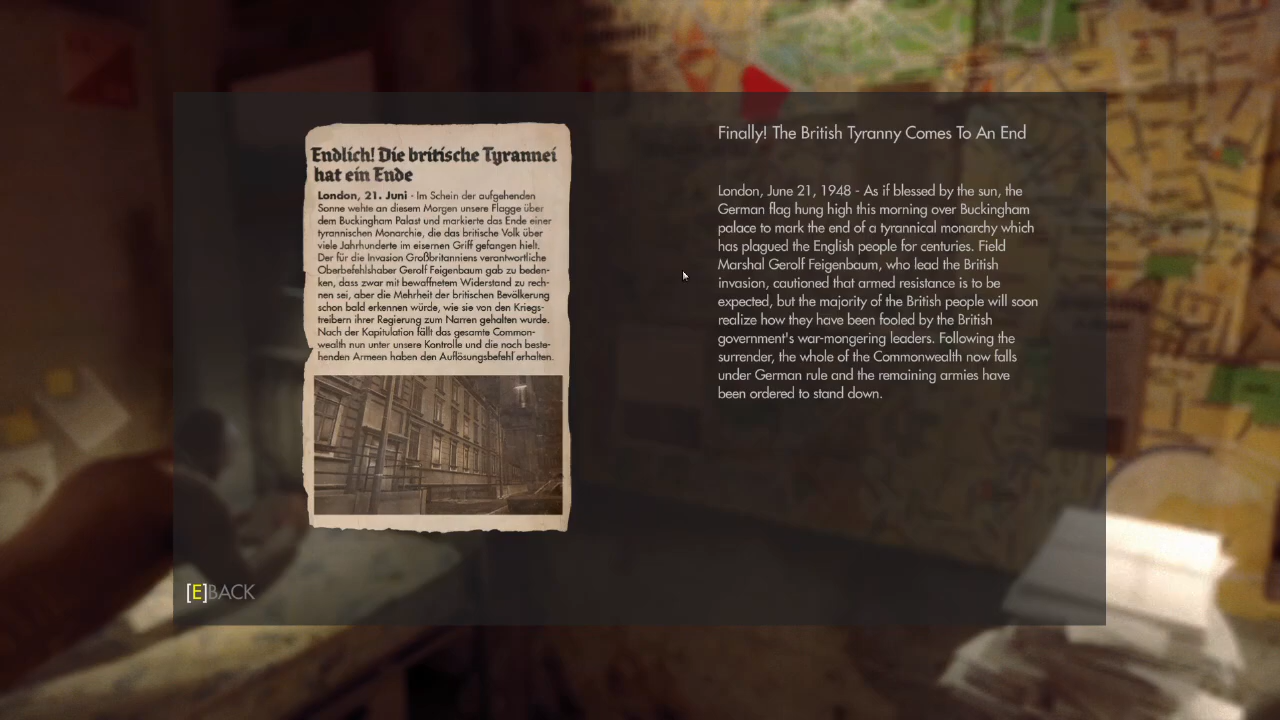 Endlich! Die britische Tyrannei
hat ein Ende
London, 21. Juni - Im Schein der aufgehenden
Sonne wehte an diesem Morgen unsere Flagge über
dem Buckingham Palast und markierte das Ende einer
tyrannischen Monarchie, die das britische Volk über
viele Jahrhunderte im eisernen Griff gefangen hielt.
Der für die Invasion Großbritanniens verantwortliche
Oberbefehlshaber Gerolf Feigenbaum gab zu beden-
ken, dass zwar mit bewaffnetem Widerstand zu rech-
nen sei, aber die Mehrheit der britischen Bevölkerung
schon bald erkennen würde, wie sie von den Kriegs-
treibern ihrer Regierung zum Narren gehalten wurde.
Nach der Kapitulation fällt das gesamte Common-
wealth nun unter unsere Kontrolle und die noch beste-
henden Armeen haben den Auflösungsbefehl erhalten.
Finally! The British Tyranny Comes To An End
London, June 21, 1948 - As if blessed by the sun, the
German flag hung high this morning over Buckingham
palace to mark the end of a tyrannical monarchy which
has plagued the English people for centuries. Field
Marshal Gerolf Feigenbaum, who lead the British
invasion, cautioned that armed resistance is to be
expected, but the majority of the British people will soon
realize how they have been fooled by the British
government's war-mongering leaders. Following the
surrender, the whole of the Commonwealth now falls
under German rule and the remaining armies have
been ordered to stand down.
[E]BACK